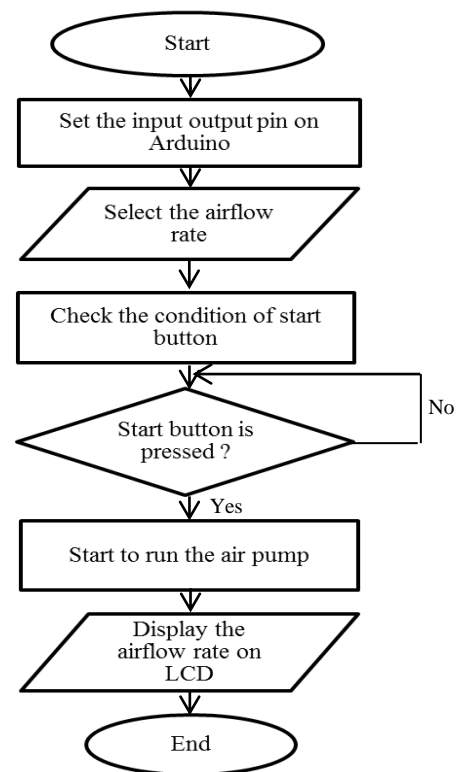 Start
Set the input output pin on
Arduino
Select the airflow
rate
Check the condition of start
button
Start button is
pressed ?
No
Yes
Start to run the air pump
Display the
airflow rate on
LCD
End